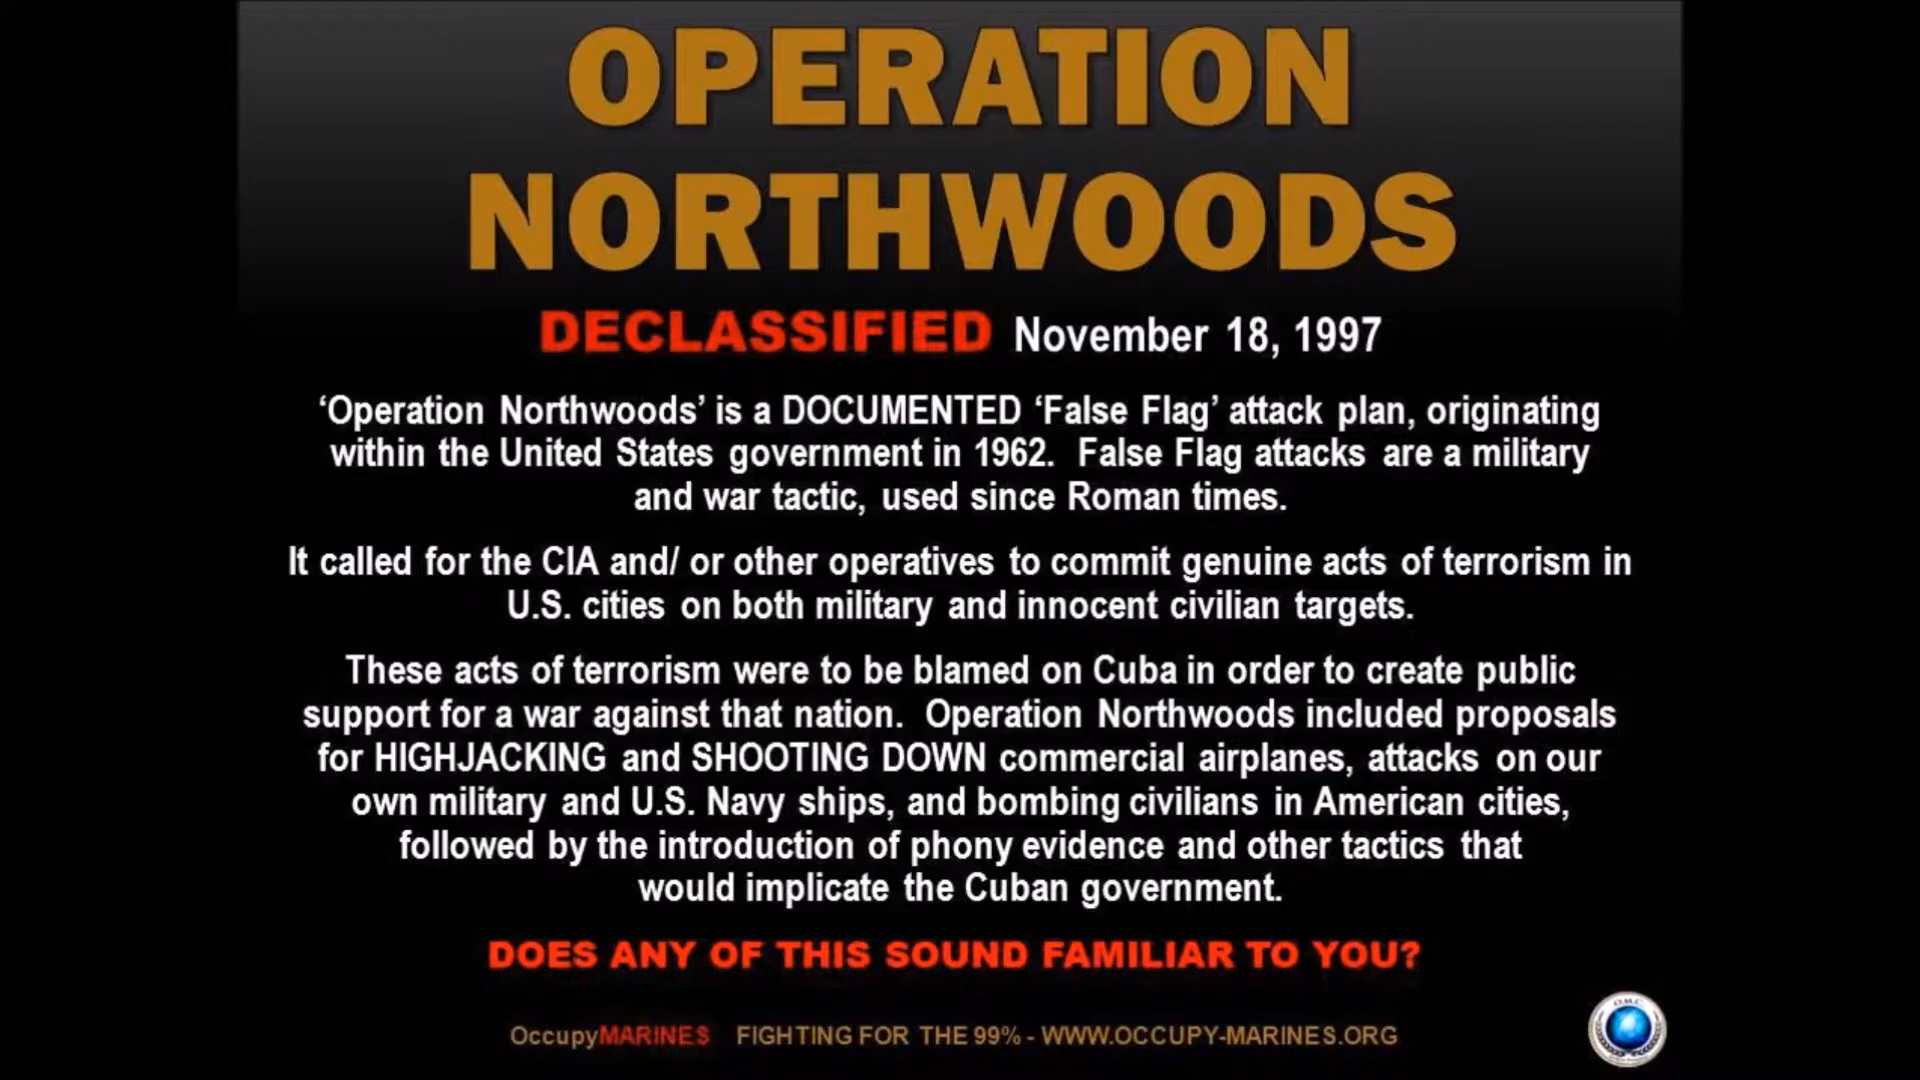 OPERATION
NORTHWOODS
DECLASSIFIED November 18, 1997
‘Operation Northwoods’ is a DOCUMENTED ‘False Flag’ attack plan, originating
within the United States government in 1962. False Flag attacks are a military
and war tactic, used since Roman times.
It called for the CIA and/ or other operatives to commit genuine acts of terrorism in
U.S. cities on both military and innocent civilian targets.
These acts of terrorism were to be blamed on Cuba in order to create public
support for a war against that nation. Operation Northwoods included proposals
for HIGHJACKING and SHOOTING DOWN commercial airplanes, attacks on our
own military and U.S. Navy ships, and bombing civilians in American cities,
followed by the introduction of phony evidence and other tactics that
would implicate the Cuban government.
DOES ANY OF THIS SOUND FAMILIAR TO YOU?
OccupyMARINES FIGHTING FOR THE 99% - WWW.OCCUPY-MARINES.ORG
O.M.C.